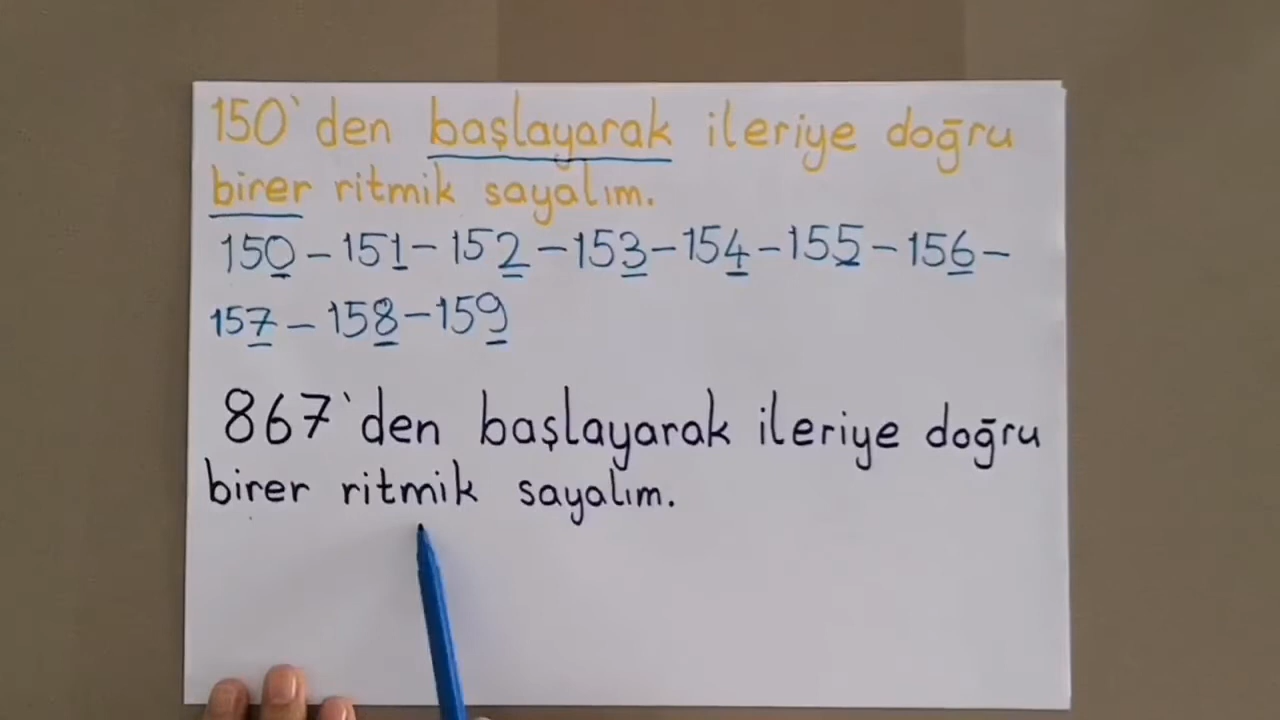 150'den başlayarak ileriye doğru
birer ritmik sayalım.
150 - 151 - 152 - 153 - 154 - 155 - 156 -
157 - 158 - 159
867'den başlayarak ileriye doğru
birer ritmik sayalım.